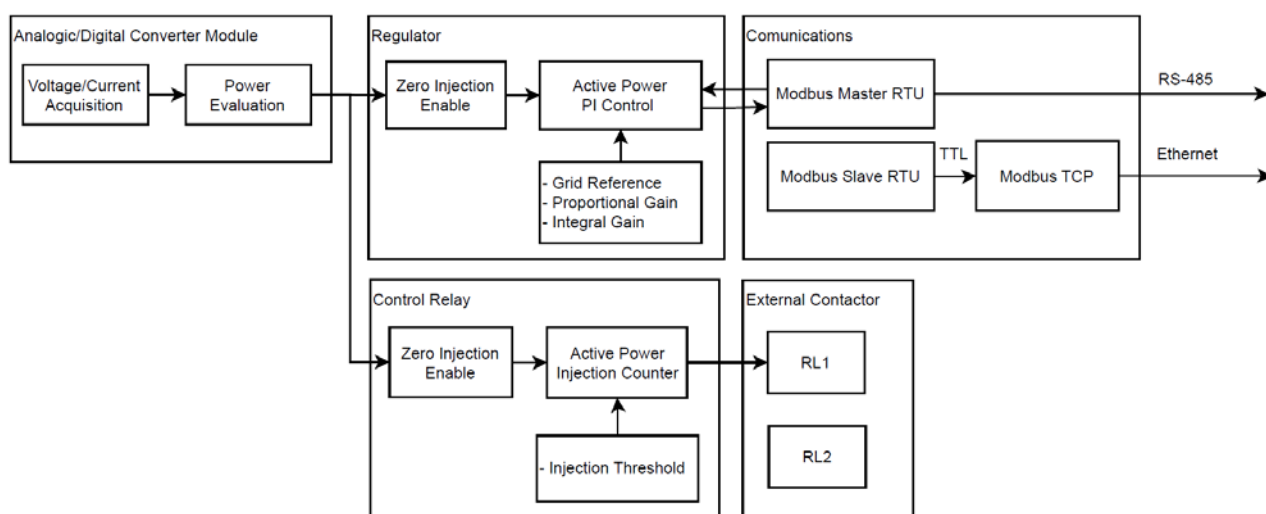 Analogic/Digital Converter Module
Voltage/Current
Acquisition
Power
Evaluation
Regulator
Zero Injection
Enable
Active Power
PI Control
- Grid Reference
- Proportional Gain
- Integral Gain
Comunications
Modbus Master RTU
RS-485
Modbus Slave RTU
TTL
Modbus TCP
Ethernet
Control Relay
Zero Injection
Enable
Active Power
Injection Counter
- Injection Threshold
External Contactor
RL1
RL2